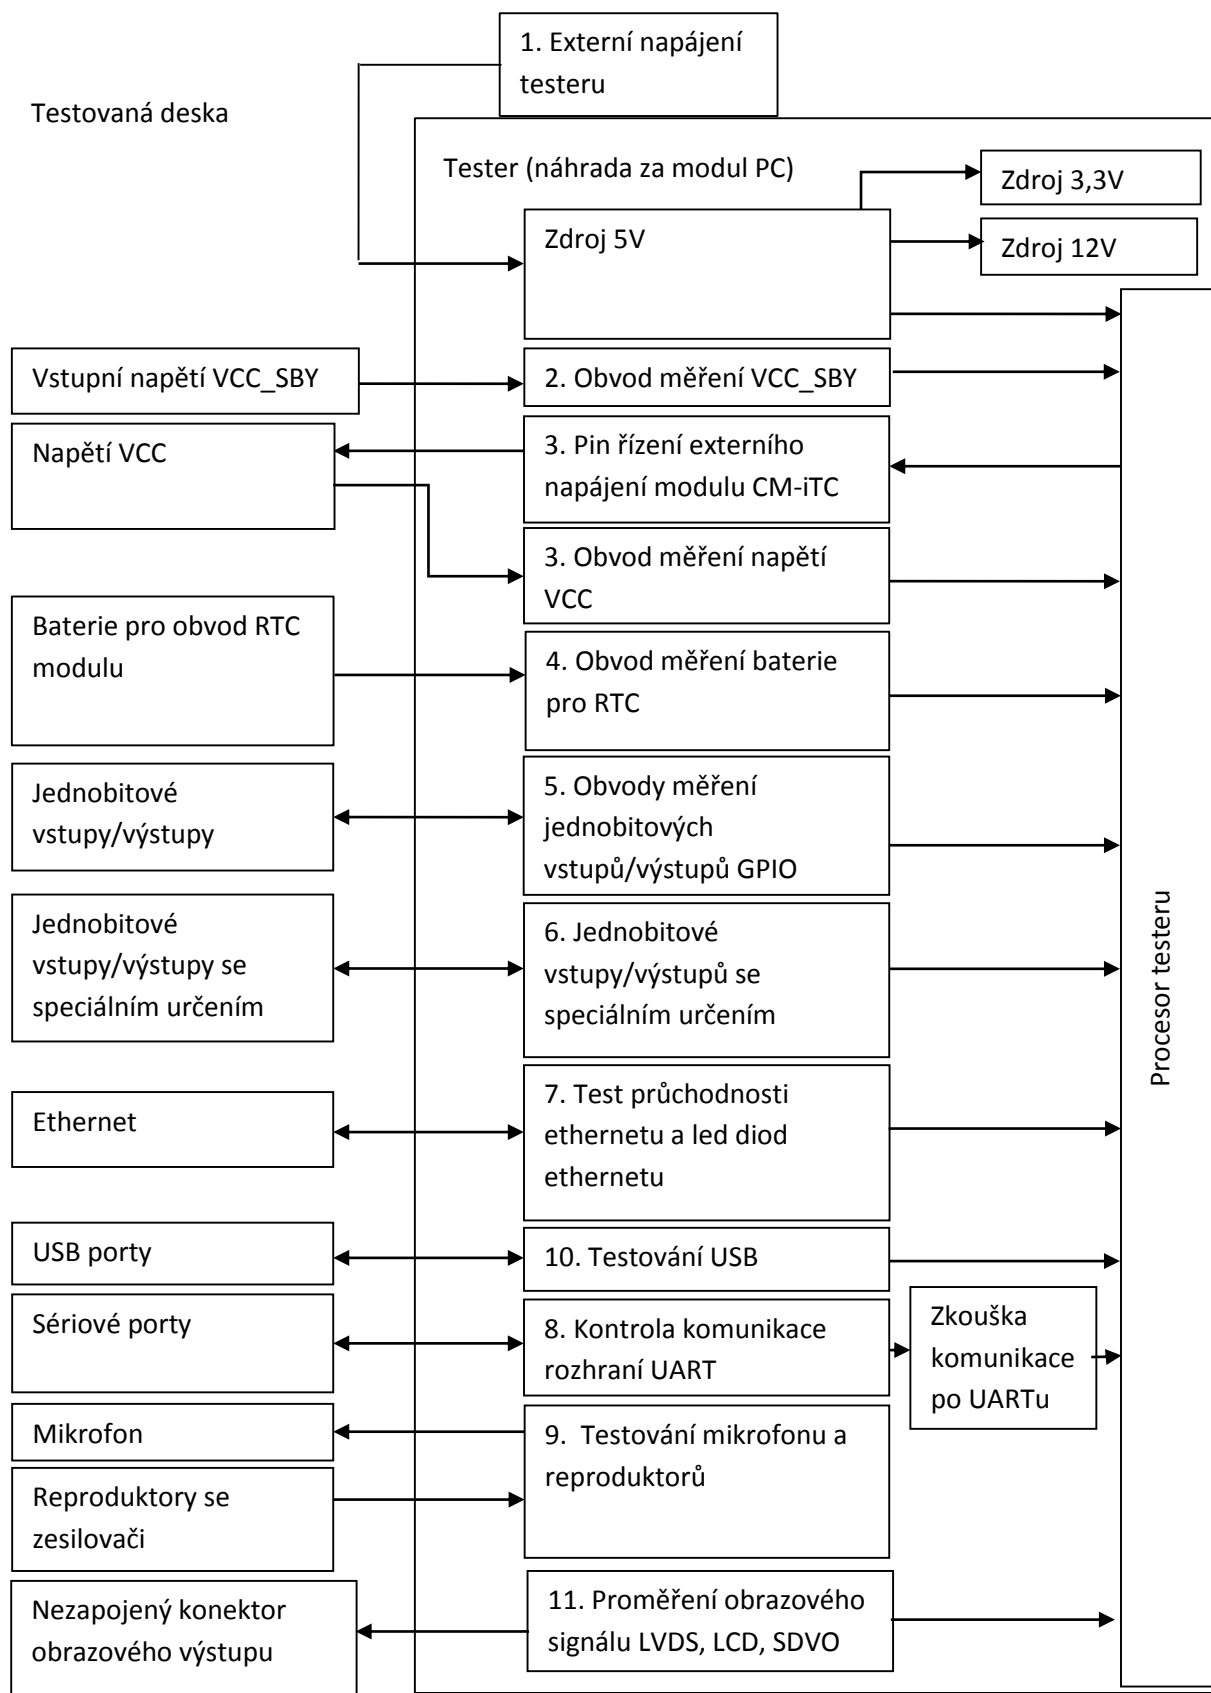 1. Externí napájení
testeru
Testovaná deska
Tester (náhrada za modul PC)
Zdroj 3,3V
Zdroj 5V
Zdroj 12V
Vstupní napětí VCC_SBY
2. Obvod měření VCC_SBY
Napětí VCC
3. Pin řízení externího
napájení modulu CM-iTC
3. Obvod měření napětí
VCC
Baterie pro obvod RTC
modulu
4. Obvod měření baterie
pro RTC
Jednobitové
vstupy/výstupy
5. Obvody měření
jednobitových
vstupů/výstupů GPIO
Jednobitové
vstupy/výstupy se
speciálním určením
6. Jednobitové
vstupy/výstupů se
speciálním určením
Procesor testeru
Ethernet
7. Test průchodnosti
ethernetu a led diod
ethernetu
USB porty
10. Testování USB
Sériové porty
8. Kontrola komunikace
rozhraní UART
Zkouška
komunikace
po UARTu
Mikrofon
9.  Testování mikrofonu a
reproduktorů
Reproduktory se
zesilovači
Nezapojený konektor
obrazového výstupu
11. Proměření obrazového
signálu LVDS, LCD, SDVO